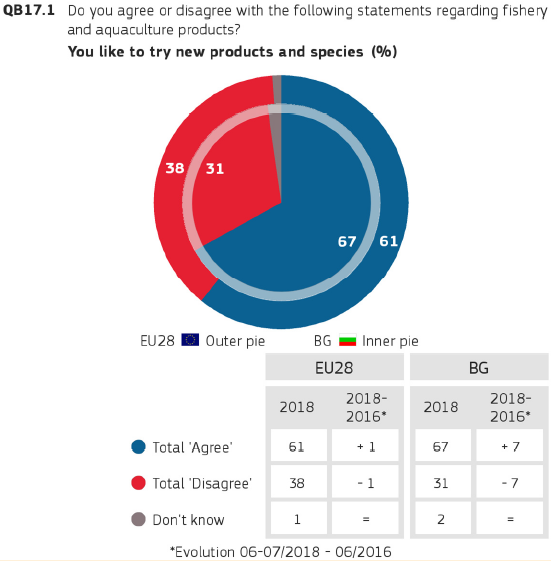 QB17.1 Do you agree or disagree with the following statements regarding fishery
and aquaculture products?
You like to try new products and species (%)
38 31
67 61
EU28 Outer pie BG Inner pie
EU28 BG
2018 2018-2016* 2018 2018-2016*
Total 'Agree' 61 + 1 67 + 7
Total 'Disagree' 38 - 1 31 - 7
Don't know 1 = 2 =
*Evolution 06-07/2018 - 06/2016